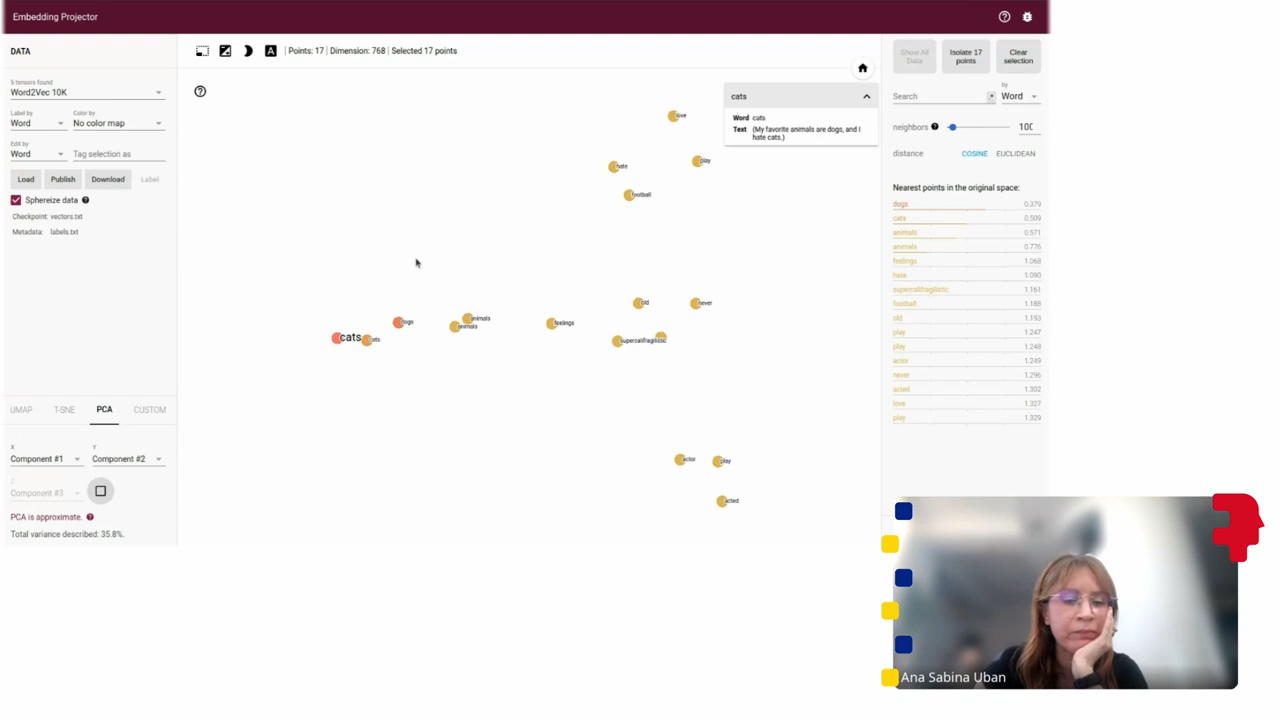 Embedding Projector
DATA
5 tensors found
Word2Vec 10K
Label by
Word
Color by
No color map
Edit by
Word
Tag selection as
Load
Publish
Download
Label
Sphereize data
Checkpoint: vectors.txt
Metadata: labels.txt
UMAP
T-SNE
PCA
CUSTOM
X
Component #1
Y
Component #2
Z
Component #3
PCA is approximate.
Total variance described: 35.8%.
A
Points: 17 | Dimension: 768 | Selected 17 points
cats
Word cats
Text (My favorite animals are dogs, and I
hate cats.)
love
play
hate
football
old
never
cats
cats
dogs
animals
animals
feelings
supercalifragilistic
actor
play
acted
Show All
Data
Isolate 17
points
Clear
selection
Search
.*
by
Word
neighbors
100
distance
COSINE
EUCLIDEAN
Nearest points in the original space:
dogs 0.379
cats 0.509
animals 0.571
animals 0.776
feelings 1.068
hate 1.090
supercalifragilistic 1.161
football 1.188
old 1.193
play 1.247
play 1.248
actor 1.249
never 1.296
acted 1.302
love 1.327
play 1.329
Ana Sabina Uban